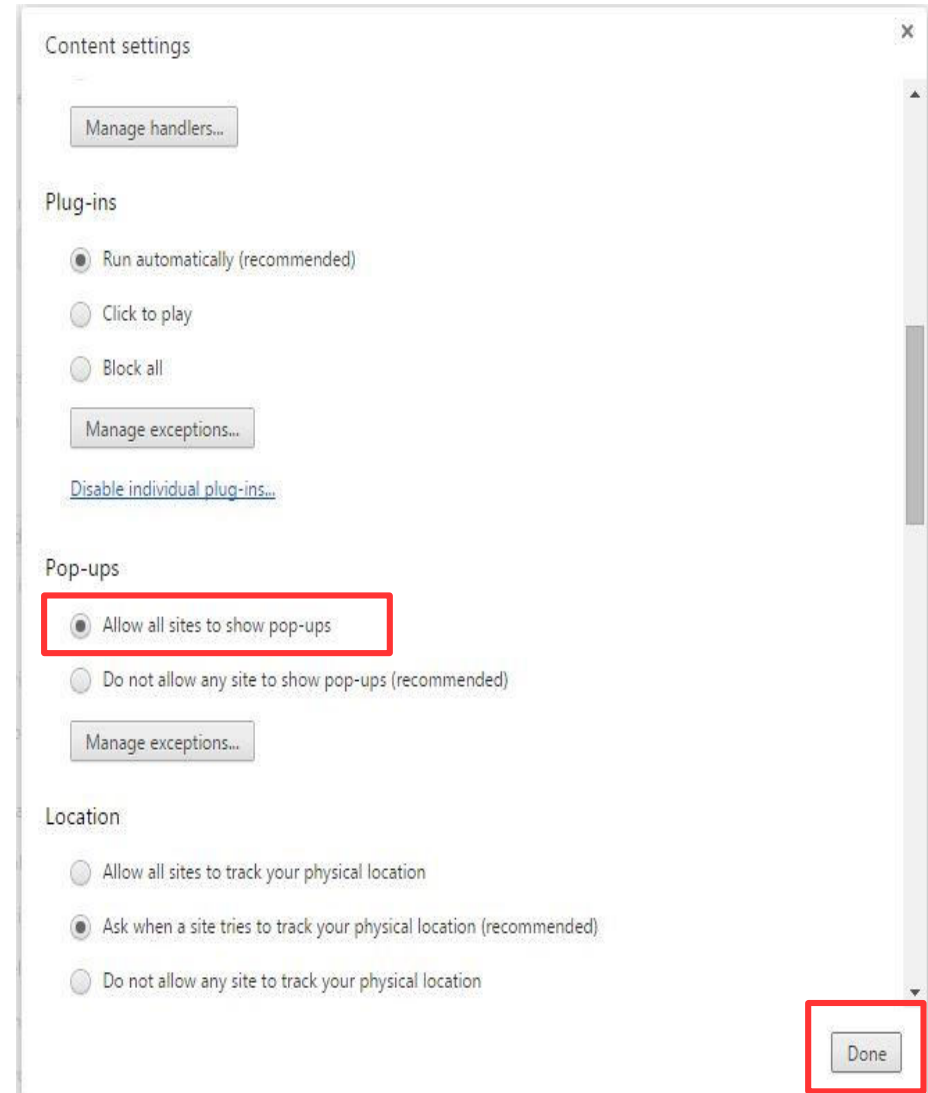 Content settings
x
Manage handlers...
Plug-ins
Run automatically (recommended)
Click to play
Block all
Manage exceptions...
Disable individual plug-ins...
Pop-ups
Allow all sites to show pop-ups
Do not allow any site to show pop-ups (recommended)
Manage exceptions...
Location
Allow all sites to track your physical location
Ask when a site tries to track your physical location (recommended)
Do not allow any site to track your physical location
Done